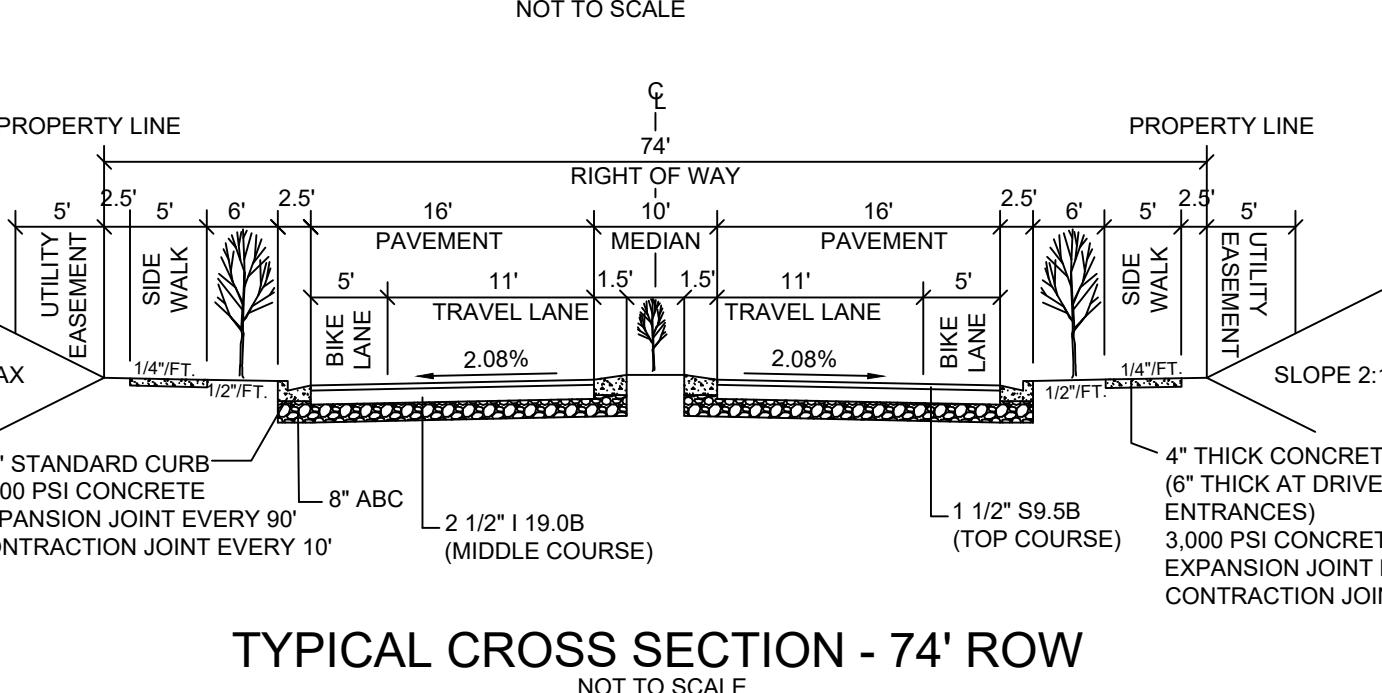 NOT TO SCALE
CL
PROPERTY LINE
PROPERTY LINE
74'
RIGHT OF WAY
5'
2.5'
5'
6'
2.5'
16'
10'
16'
2.5'
6'
5'
2.5'
5'
UTILITY
EASEMENT
SIDE
WALK
PAVEMENT
MEDIAN
PAVEMENT
SIDE
WALK
UTILITY
EASEMENT
5'
11'
1.5'
1.5'
11'
5'
BIKE
LANE
TRAVEL LANE
TRAVEL LANE
BIKE
LANE
2.08%
2.08%
1/4"/FT.
1/2"/FT.
1/4"/FT.
1/2"/FT.
AX
SLOPE 2:1
" STANDARD CURB
00 PSI CONCRETE
PANSION JOINT EVERY 90'
ONTRACTION JOINT EVERY 10'
8" ABC
2 1/2" I 19.0B
(MIDDLE COURSE)
1 1/2" S9.5B
(TOP COURSE)
4" THICK CONCRET
(6" THICK AT DRIVE
ENTRANCES)
3,000 PSI CONCRET
EXPANSION JOINT
CONTRACTION JOIN
TYPICAL CROSS SECTION - 74' ROW
NOT TO SCALE